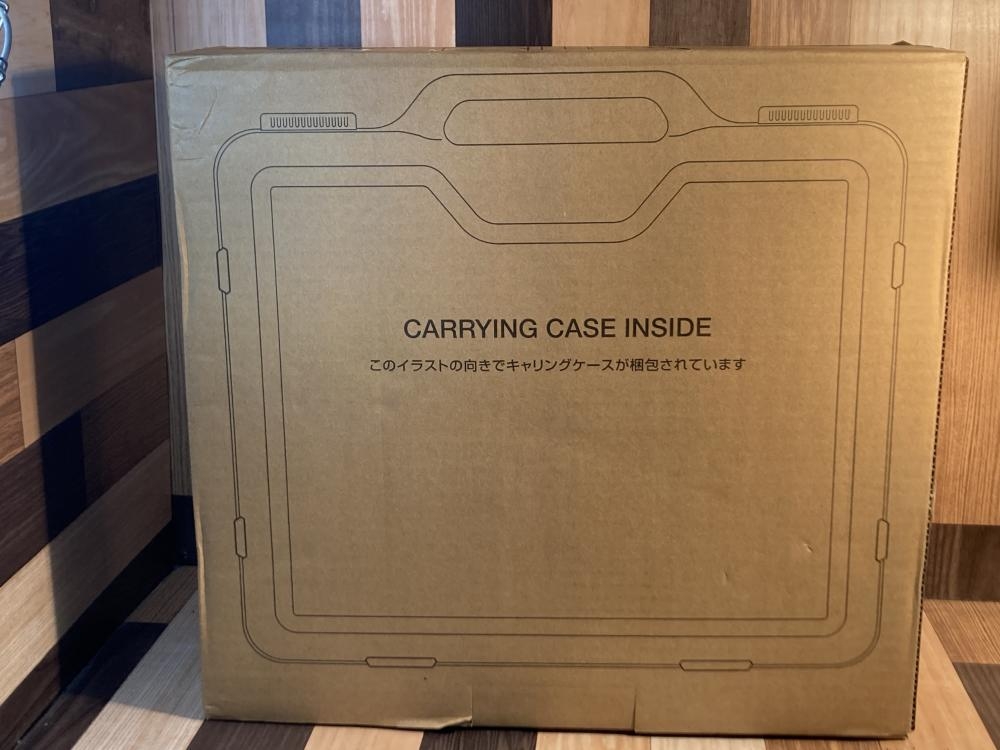 CARRYING CASE INSIDE
このイラストの向きでキャリングケースが梱包されています